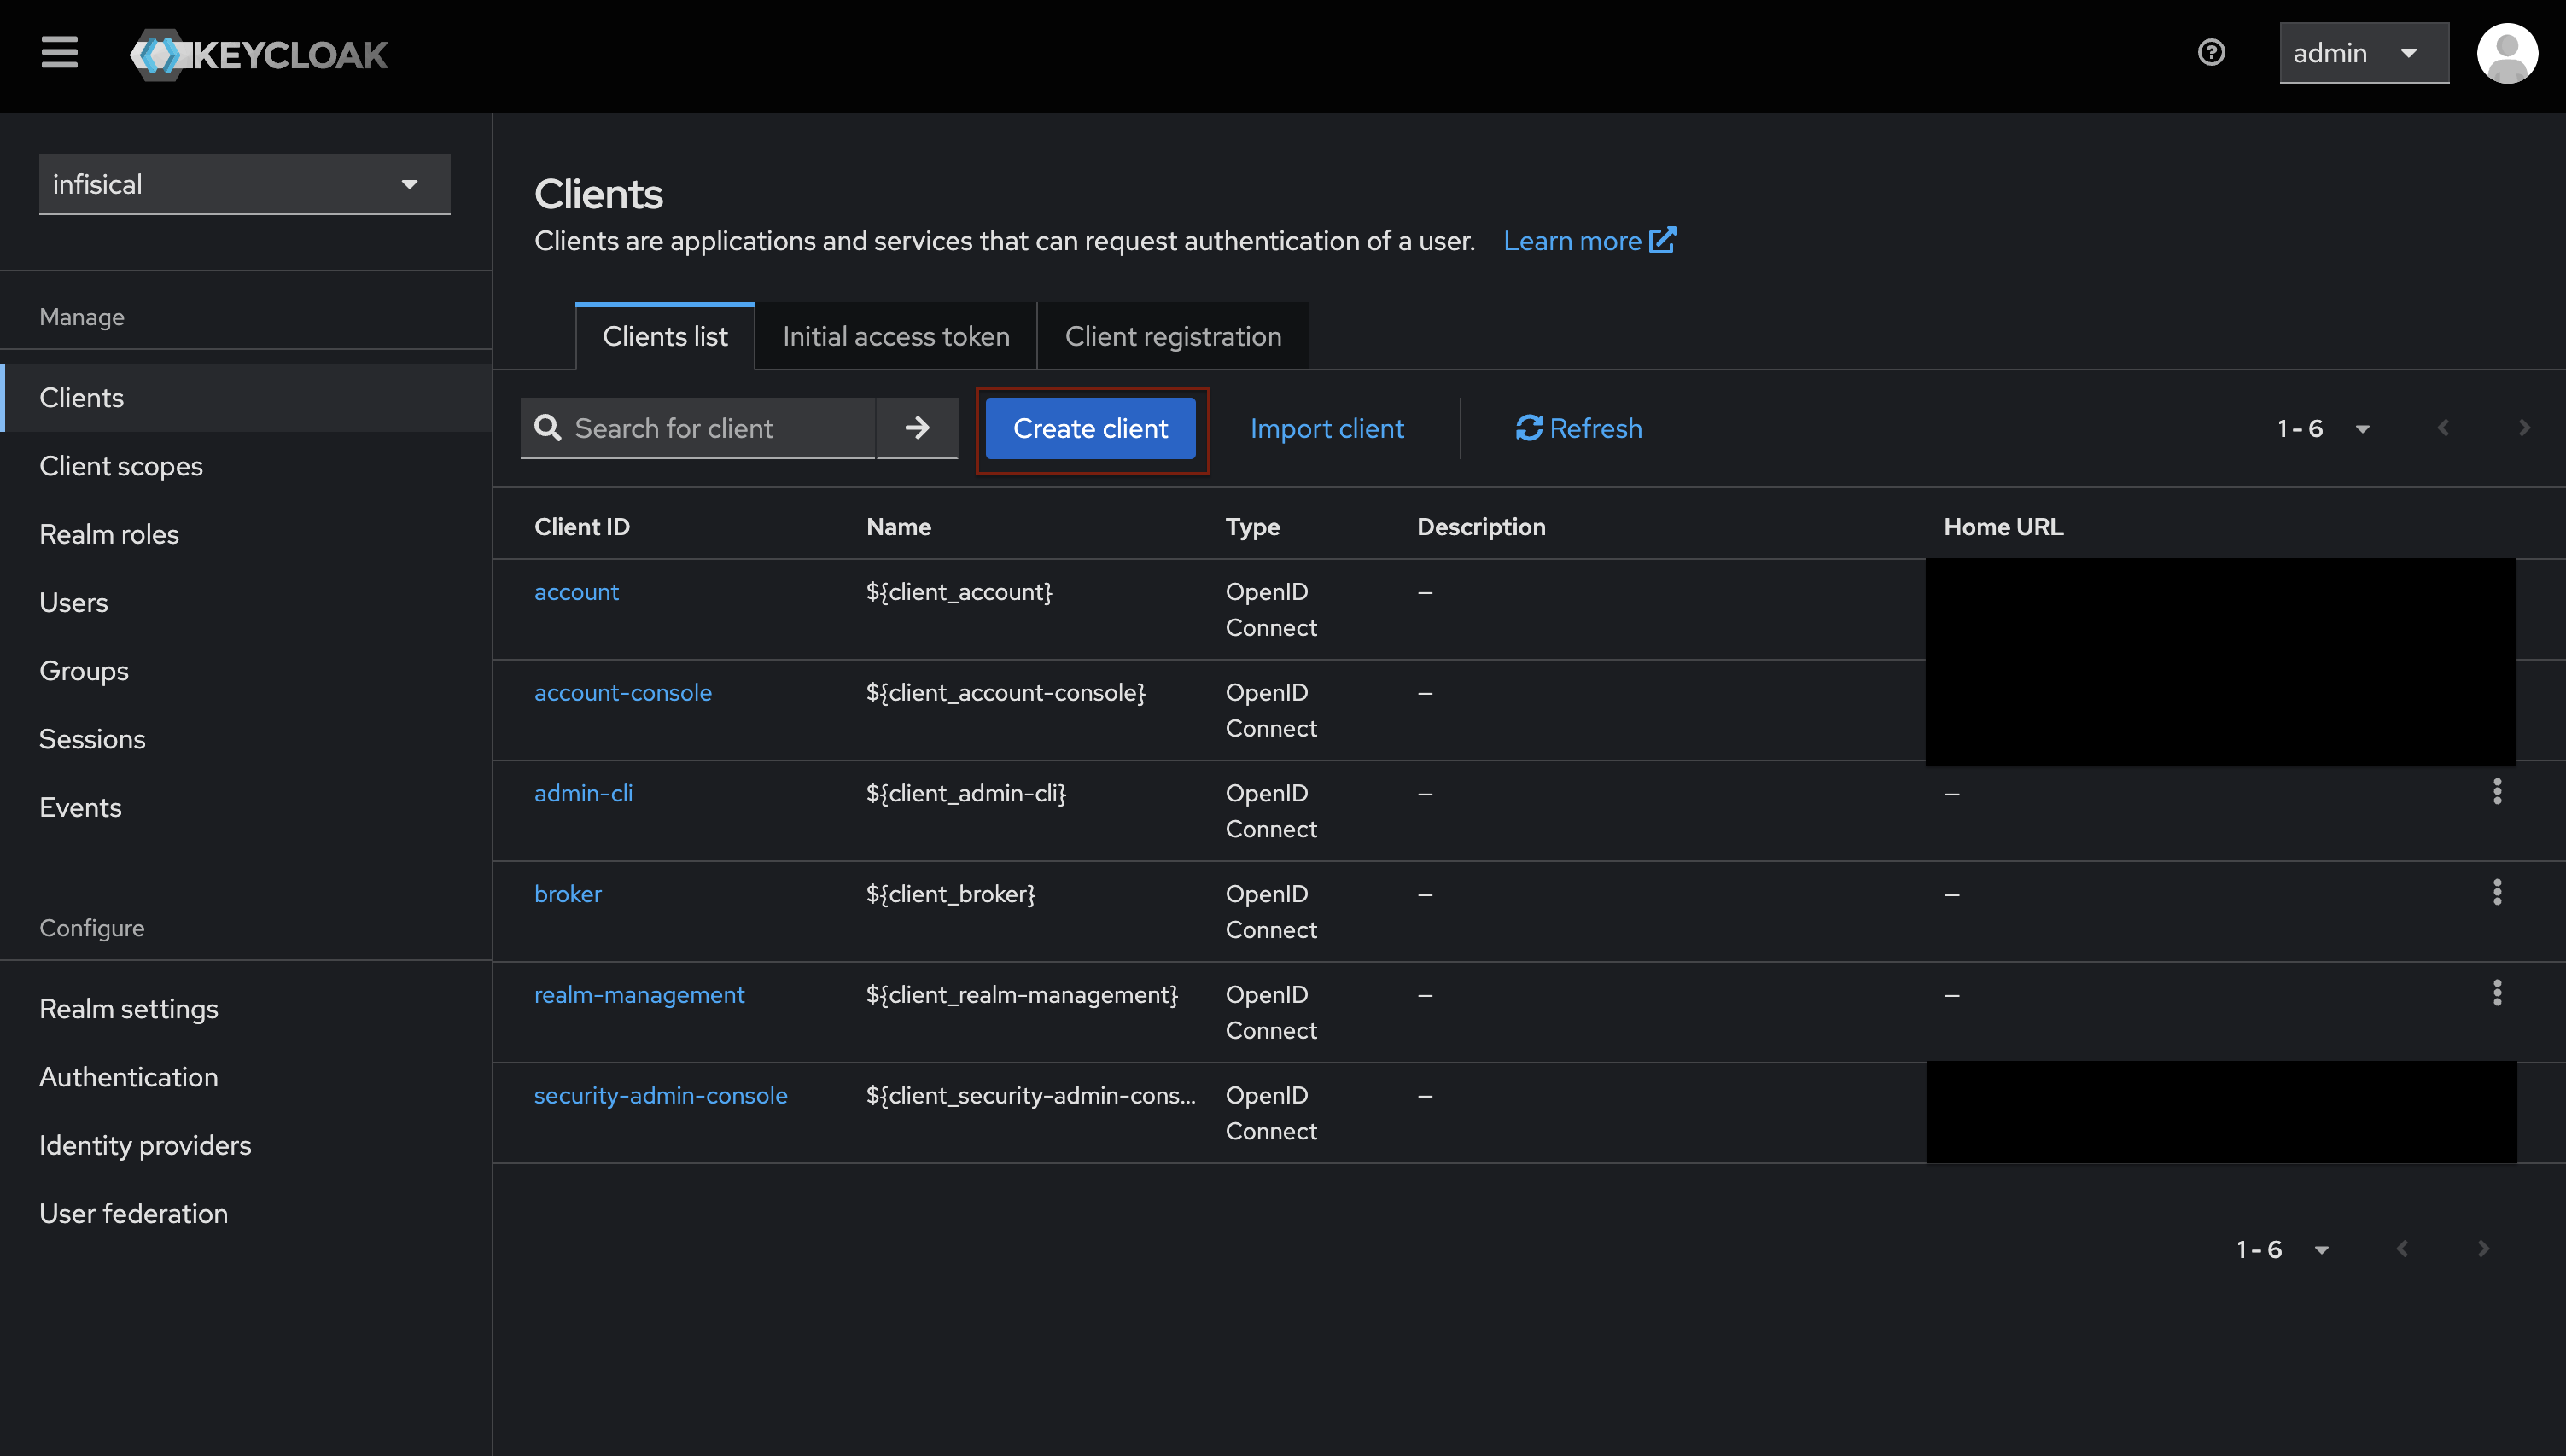 KEYCLOAK
admin
infisical
Manage
Clients
Client scopes
Realm roles
Users
Groups
Sessions
Events
Configure
Realm settings
Authentication
Identity providers
User federation
Clients
Clients are applications and services that can request authentication of a user. Learn more
Clients list Initial access token Client registration
Search for client Create client Import client Refresh 1 - 6
Client ID Name Type Description Home URL
account ${client_account} OpenID Connect –
account-console ${client_account-console} OpenID Connect –
admin-cli ${client_admin-cli} OpenID Connect – –
broker ${client_broker} OpenID Connect – –
realm-management ${client_realm-management} OpenID Connect – –
security-admin-console ${client_security-admin-cons... OpenID Connect –
1 - 6